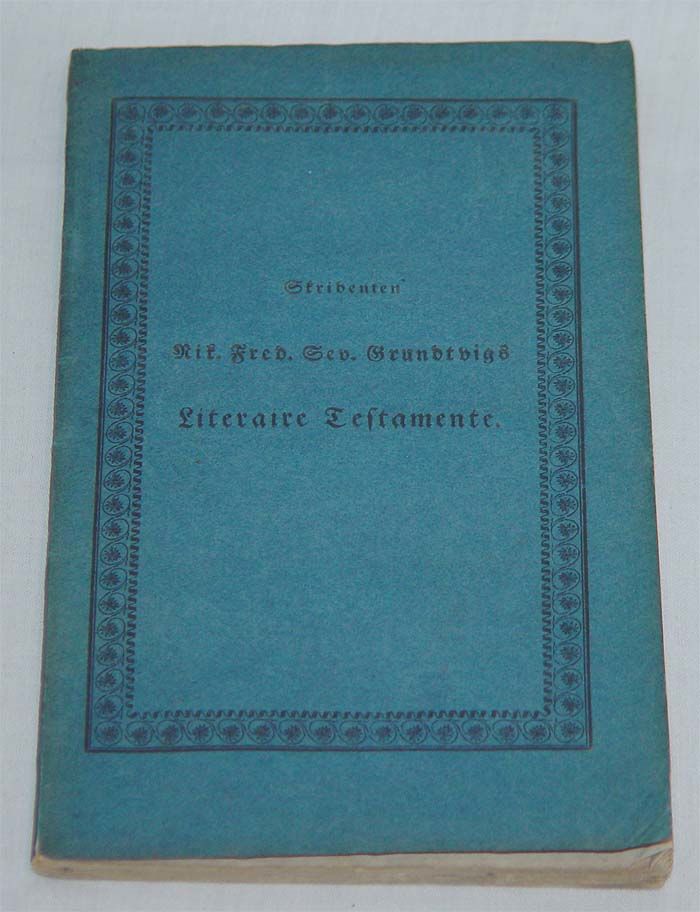 Skribenten
Nik. Fred. Sev. Grundtvigs
Literaire Testamente.